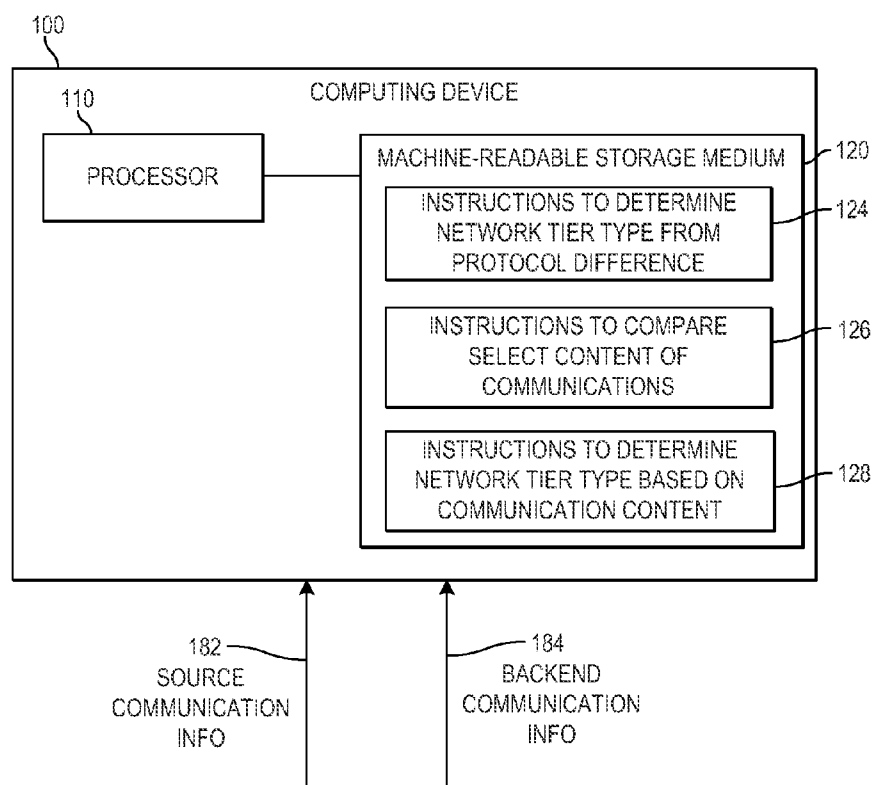 100
COMPUTING DEVICE
110
PROCESSOR
MACHINE-READABLE STORAGE MEDIUM
120
INSTRUCTIONS TO DETERMINE
NETWORK TIER TYPE FROM
PROTOCOL DIFFERENCE
124
INSTRUCTIONS TO COMPARE
SELECT CONTENT OF
COMMUNICATIONS
126
INSTRUCTIONS TO DETERMINE
NETWORK TIER TYPE BASED ON
COMMUNICATION CONTENT
128
182
SOURCE
COMMUNICATION
INFO
184
BACKEND
COMMUNICATION
INFO